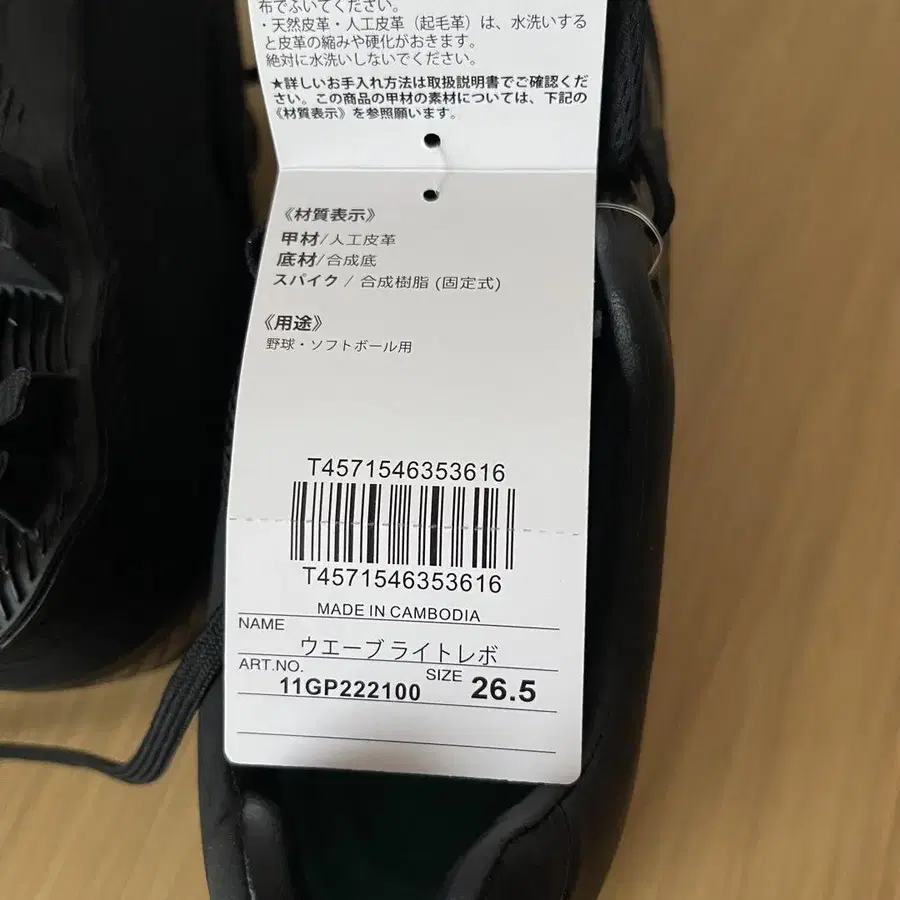 布でふいてください。
・天然皮革・人工皮革（起毛革）は、水洗いする
と皮革の縮みや硬化がおきます。
絶対に水洗いしないでください。
★詳しいお手入れ方法は取扱説明書でご確認くだ
さい。この商品の甲材の素材については、下記の
《材質表示》を参照願います。
《材質表示》
甲材/人工皮革
底材/合成底
スパイク / 合成樹脂 (固定式)
《用途》
野球・ソフトボール用
T4571546353616
T4571546353616
MADE IN CAMBODIA
NAME
ウエーブライトレボ
ART.NO.
11GP222100
SIZE
26.5